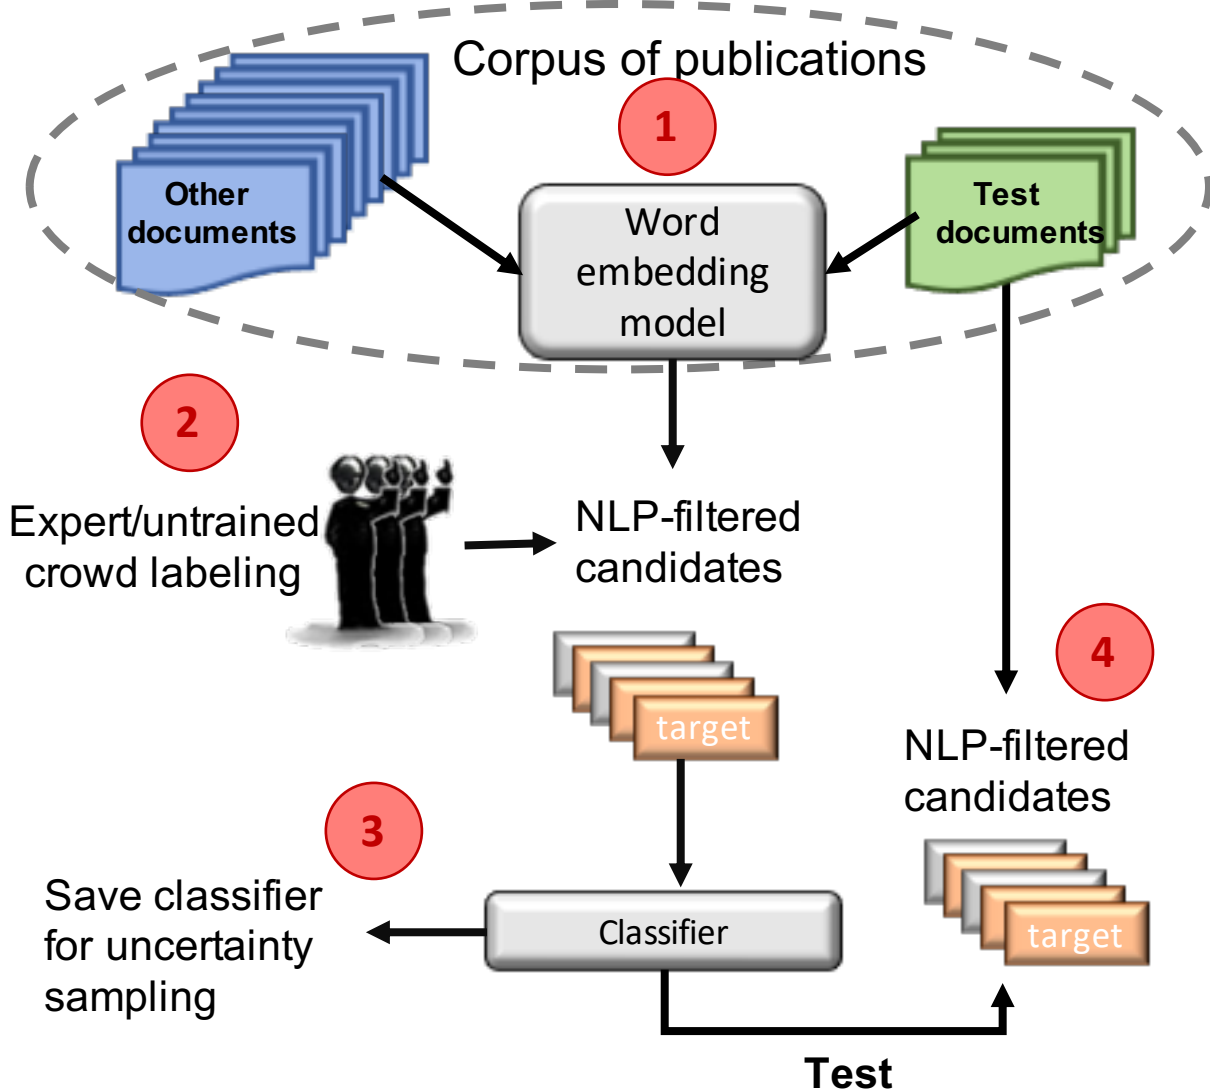 Corpus of publications
1
Other
documents
Word
embedding
model
Test
documents
2
Expert/untrained
crowd labeling
NLP-filtered
candidates
target
4
NLP-filtered
candidates
target
3
Save classifier
for uncertainty
sampling
Classifier
Test